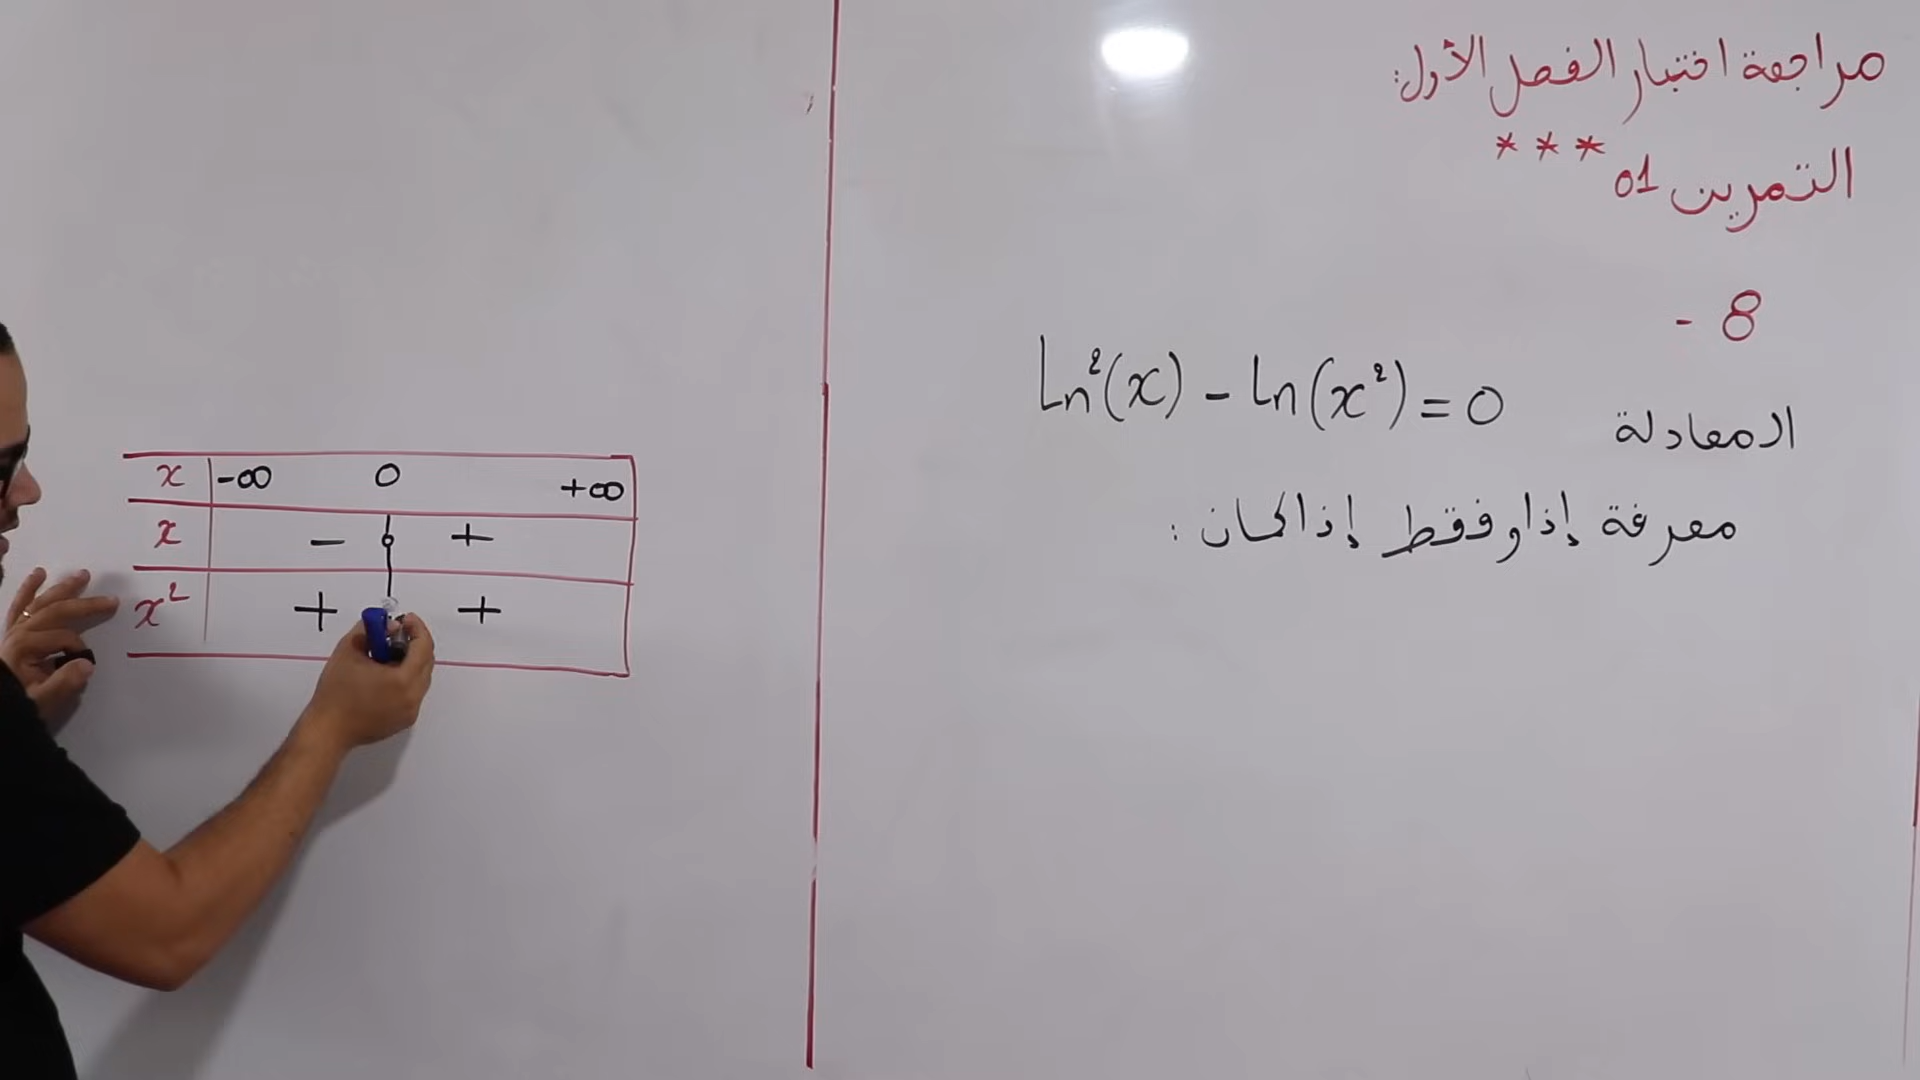 مراجعة اختبار الفصل الأول:
التمرين 01 ***
8 -
المعادلة ln²(x) - ln(x²) = 0
معرفة إذا وفقط إذا كان :
x -∞ 0 +∞
x - +
x² + +